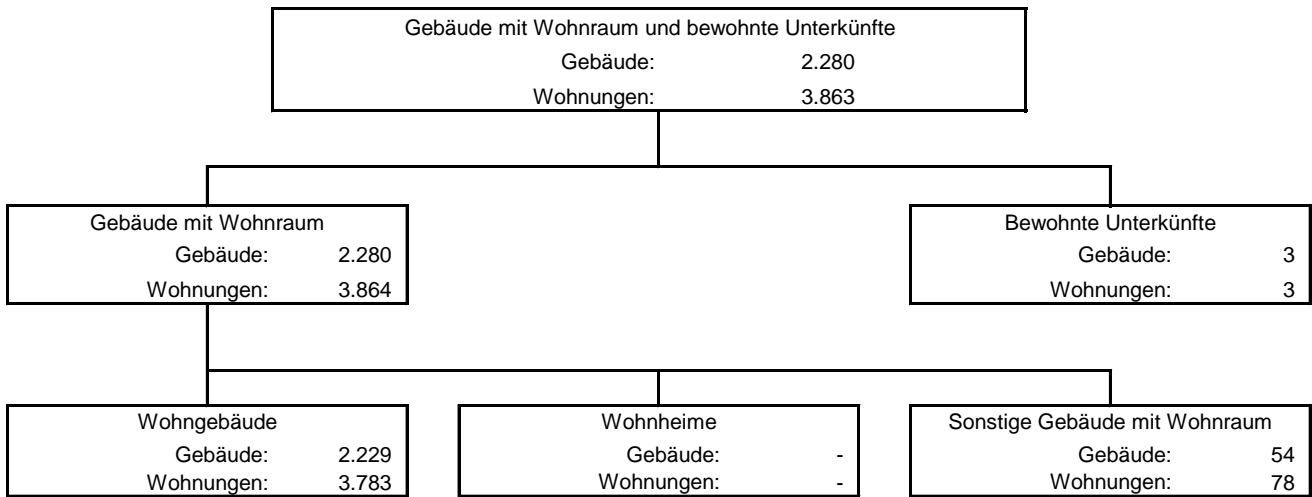 Gebäude mit Wohnraum und bewohnte Unterkünfte
Gebäude: 2.280
Wohnungen: 3.863
Gebäude mit Wohnraum
Gebäude: 2.280
Wohnungen: 3.864
Bewohnte Unterkünfte
Gebäude: 3
Wohnungen: 3
Wohngebäude
Gebäude: 2.229
Wohnungen: 3.783
Wohnheime
Gebäude: -
Wohnungen: -
Sonstige Gebäude mit Wohnraum
Gebäude: 54
Wohnungen: 78